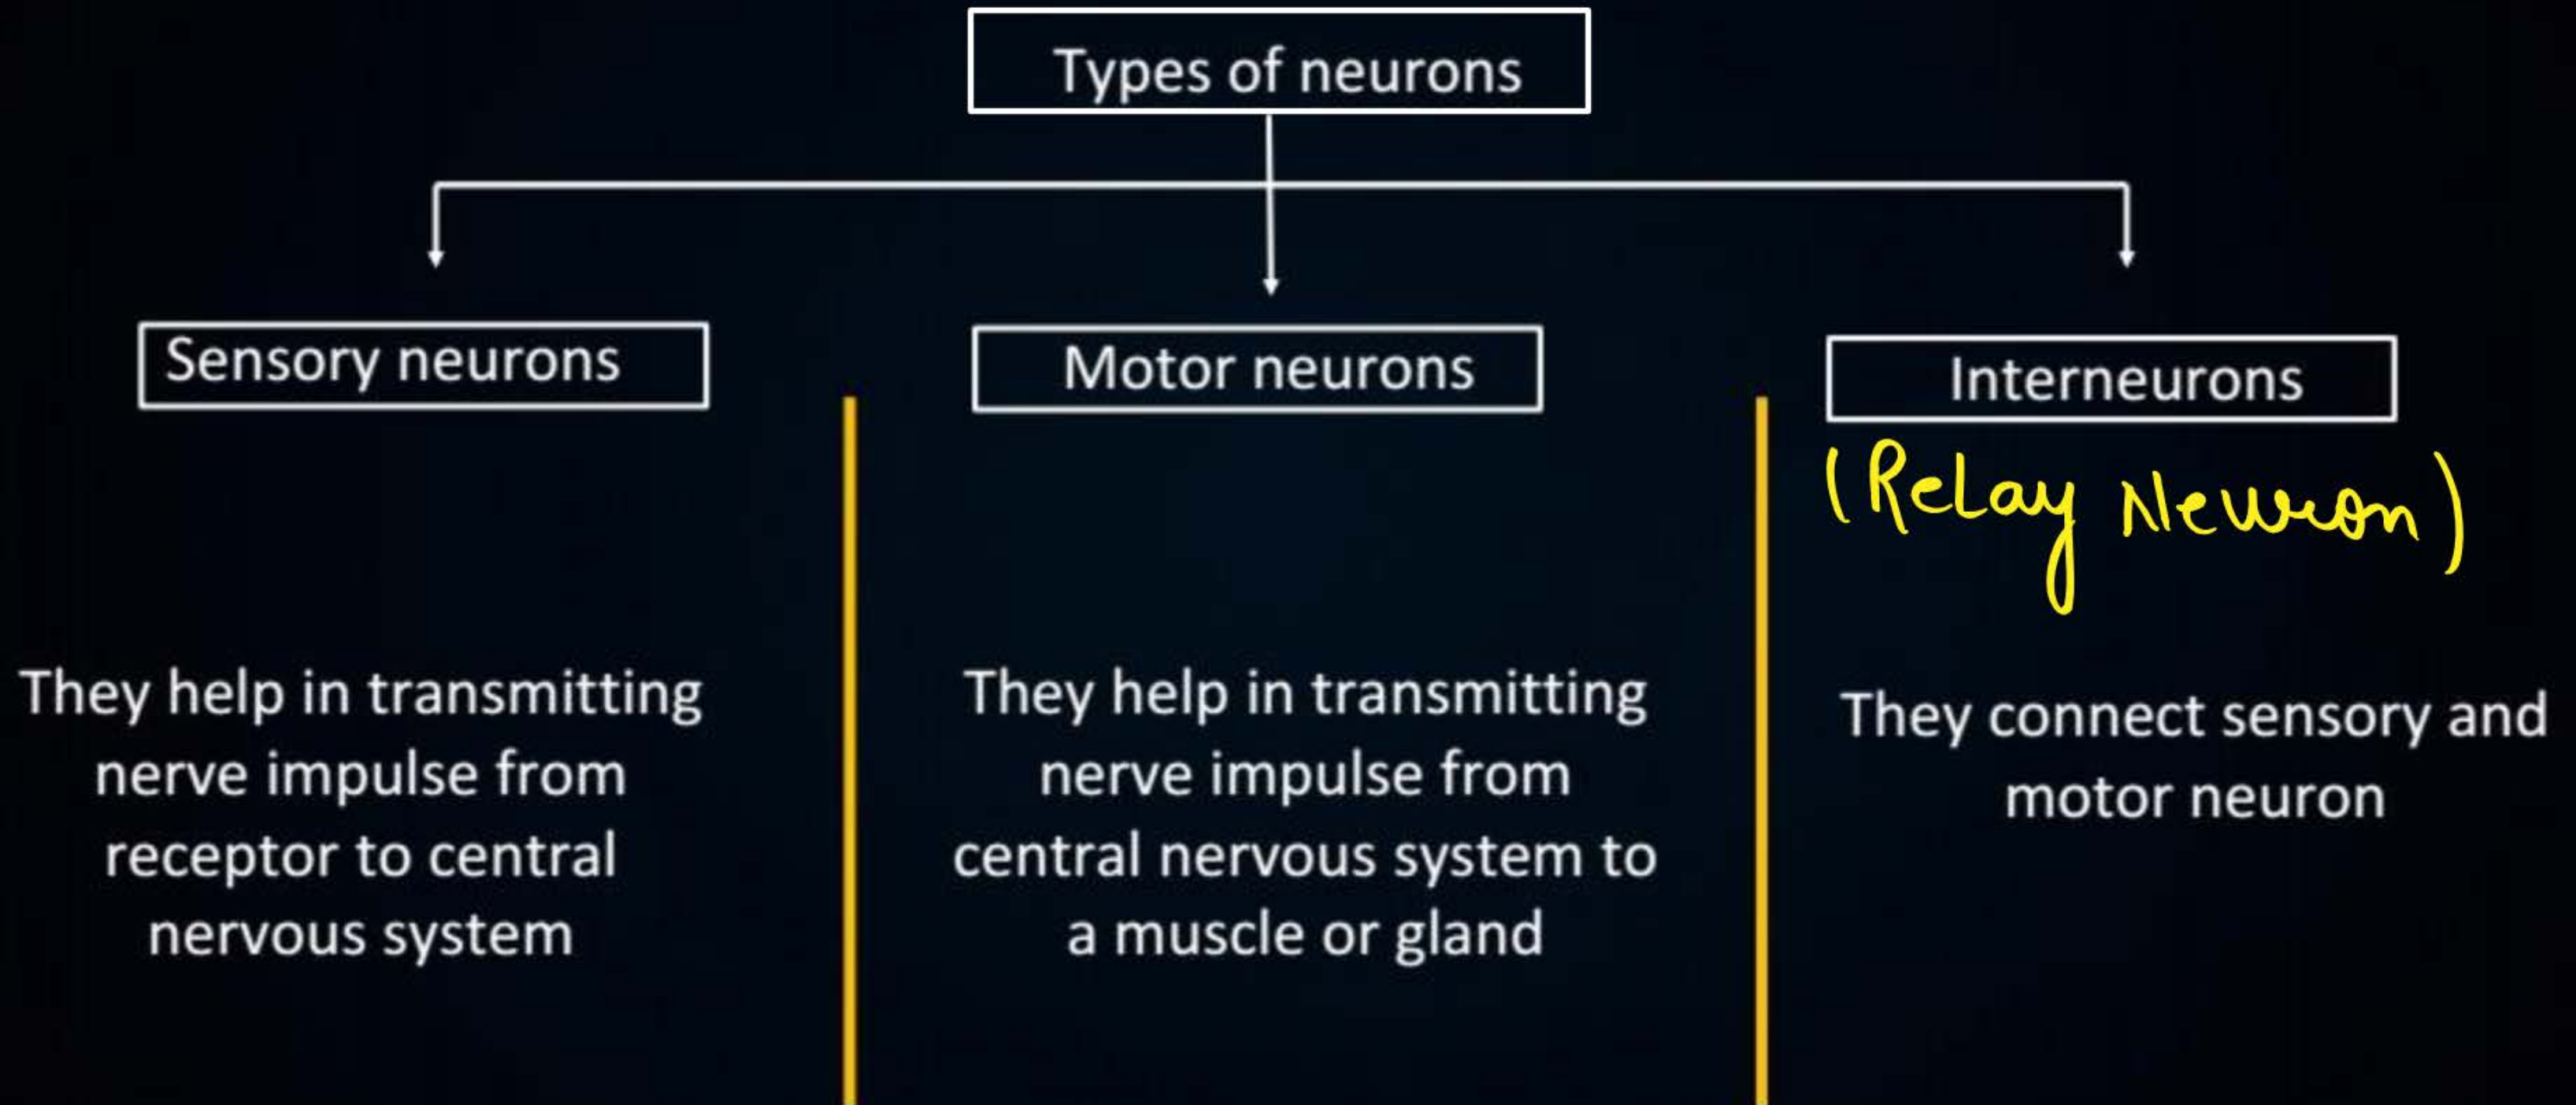 Types of neurons
Sensory neurons
They help in transmitting
nerve impulse from
receptor to central
nervous system
Motor neurons
They help in transmitting
nerve impulse from
central nervous system to
a muscle or gland
Interneurons
(Relay Neuron)
They connect sensory and
motor neuron